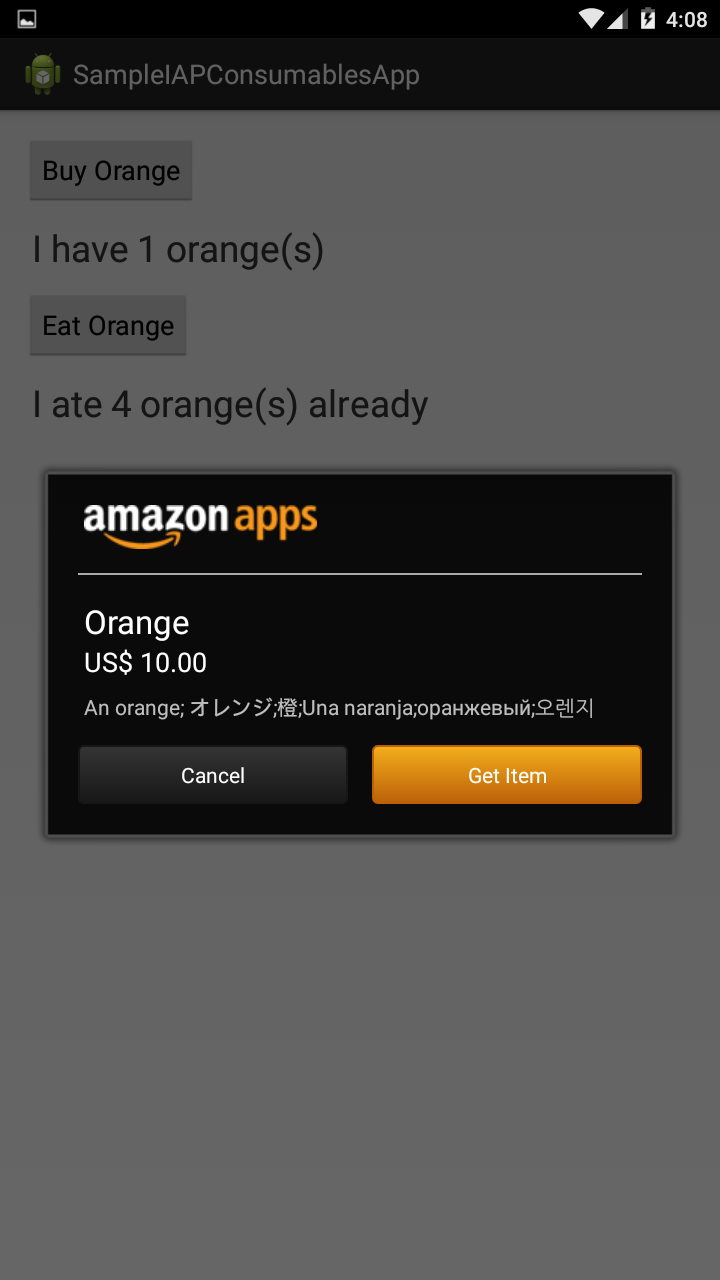 4:08
SampleIAPConsumablesApp
Buy Orange
I have 1 orange(s)
Eat Orange
I ate 4 orange(s) already
amazon apps
Orange
US$ 10.00
An orange; オレンジ;橙;Una naranja;оранжевый;오렌지
Cancel
Get Item